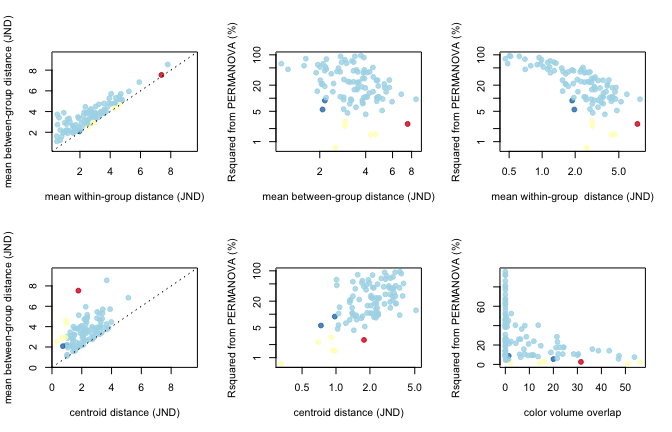 mean between-group distance (JND)
2 4 6 8
2 4 6 8
mean within-group distance (JND)
Rsquared from PERMANOVA (%)
1 5 20 100
2 4 6 8
mean between-group distance (JND)
Rsquared from PERMANOVA (%)
1 5 20 100
0.5 1.0 2.0 5.0
mean within-group distance (JND)
mean between-group distance (JND)
0 2 4 6 8
0 2 4 6 8
centroid distance (JND)
Rsquared from PERMANOVA (%)
1 5 20 100
0.5 1.0 2.0 5.0
centroid distance (JND)
Rsquared from PERMANOVA (%)
0 20 60
0 10 20 30 40 50
color volume overlap